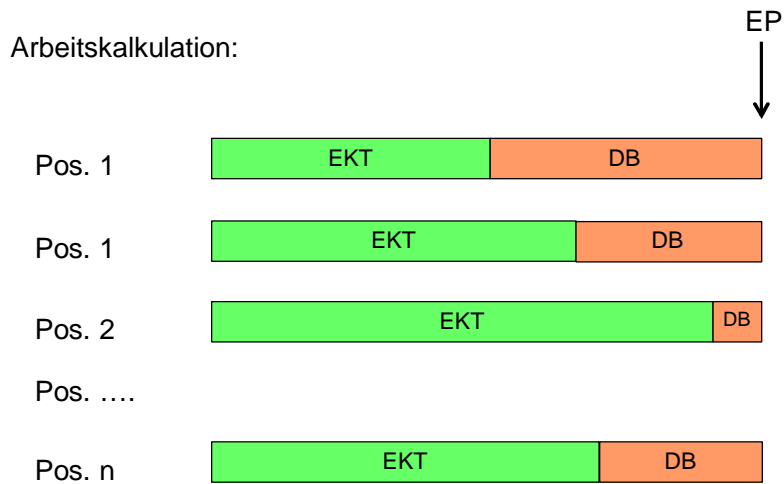 EP
Arbeitskalkulation:
Pos. 1 EKT DB
Pos. 1 EKT DB
Pos. 2 EKT DB
Pos. ….
Pos. n EKT DB